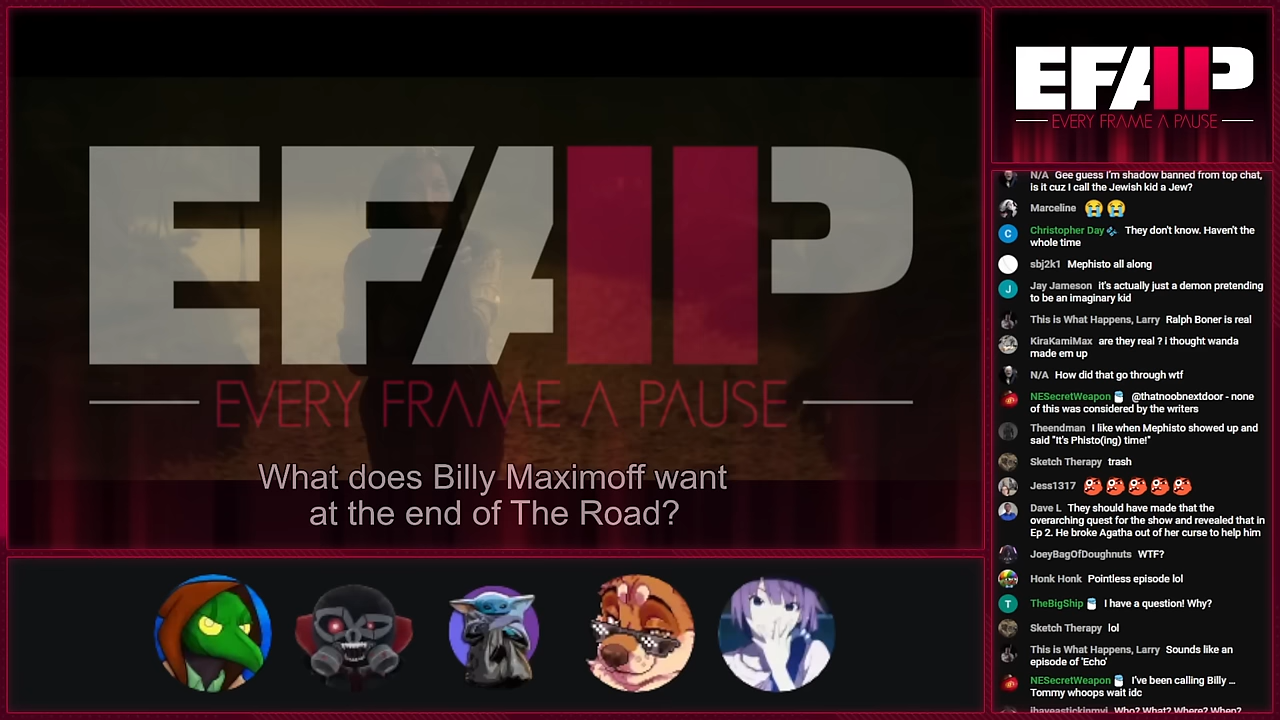 EFAP
EVERY FRAME A PAUSE
What does Billy Maximoff want
at the end of The Road?
EFAP
EVERY FRAME A PAUSE
N/A Gee guess I'm shadow banned from top chat,
is it cuz I call the Jewish kid a Jew?
Marceline 😭😭
Christopher Day They don't know. Haven't the
whole time
sbj2k1 Mephisto all along
Jay Jameson it's actually just a demon pretending
to be an imaginary kid
This is What Happens, Larry Ralph Boner is real
KiraKamiMax are they real ? i thought wanda
made em up
N/A How did that go through wtf
NESecretWeapon @thatnoobnextdoor - none
of this was considered by the writers
Theendman I like when Mephisto showed up and
said "It's Phisto(ing) time!"
Sketch Therapy trash
Jess1317
Dave L They should have made that the
overarching quest for the show and revealed that in
Ep 2. He broke Agatha out of her curse to help him
JoeyBagOfDoughnuts WTF?
Honk Honk Pointless episode lol
TheBigShip I have a question! Why?
Sketch Therapy lol
This is What Happens, Larry Sounds like an
episode of 'Echo'
NESecretWeapon I've been calling Billy ...
Tommy whoops wait idc
Who? What? Where? When?